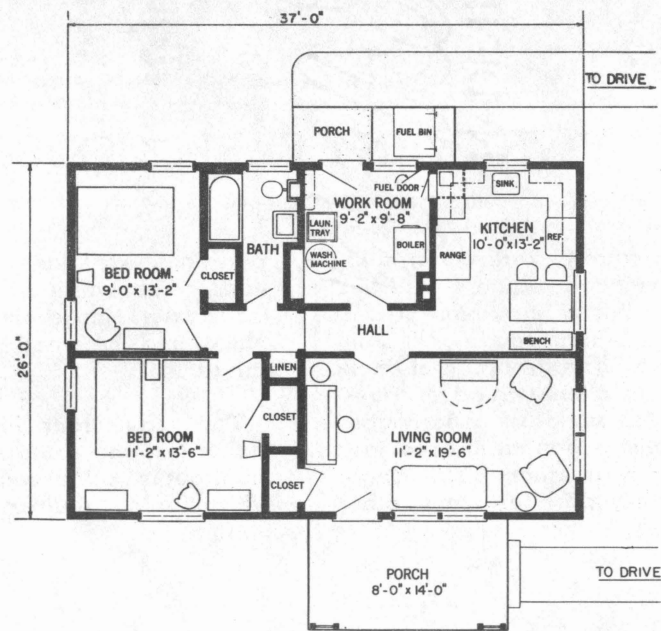 37'-0"
TO DRIVE
PORCH
FUEL BIN
FUEL DOOR
SINK
WORK ROOM
9'-2" x 9'-8"
LAUN.
TRAY
WASH.
MACHINE
BOILER
KITCHEN
10'-0" x 13'-2"
REF.
RANGE
BENCH
BATH
CLOSET
BED ROOM
9'-0" x 13'-2"
26'-0"
HALL
LINEN
CLOSET
BED ROOM
11'-2" x 13'-6"
CLOSET
LIVING ROOM
11'-2" x 19'-6"
PORCH
8'-0" x 14'-0"
TO DRIVE